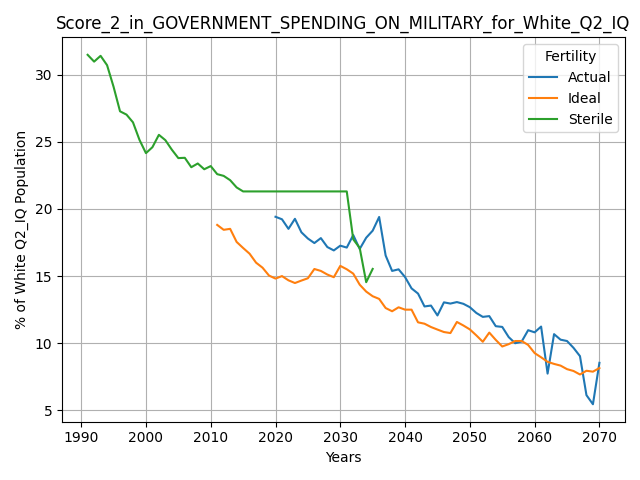 Score_2_in_GOVERNMENT_SPENDING_ON_MILITARY_for_White_Q2_IQ
Fertility
Actual
Ideal
Sterile
% of White Q2_IQ Population
30
25
20
15
10
5
1990 2000 2010 2020 2030 2040 2050 2060 2070
Years